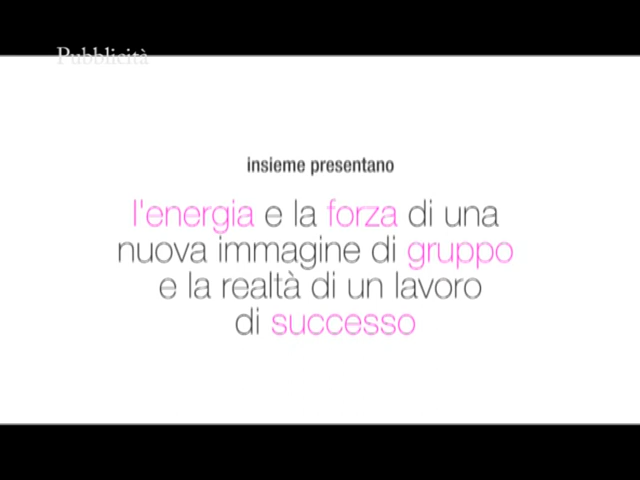 Pubblicità
insieme presentano
l'energia e la forza di una
nuova immagine di gruppo
e la realtà di un lavoro
di successo